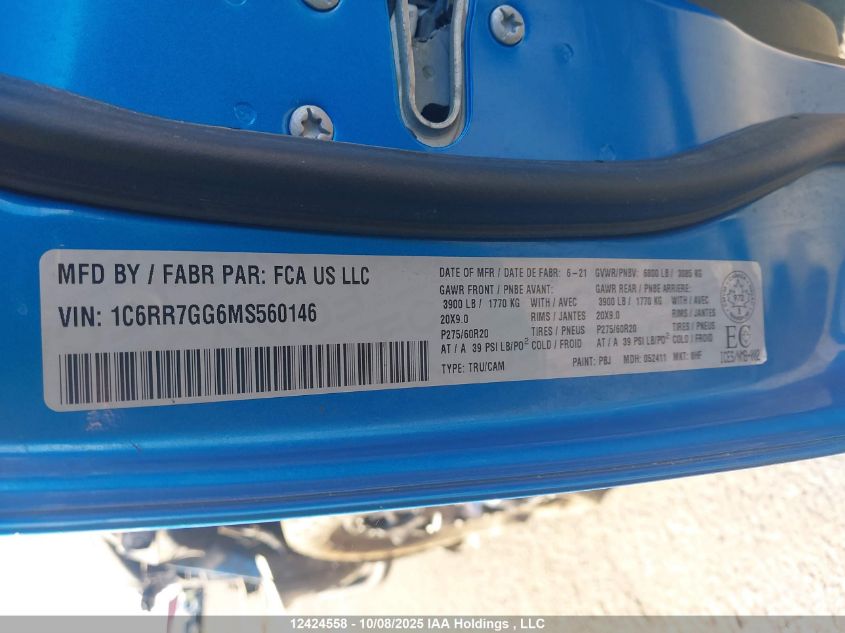 MFD BY / FABR PAR: FCA US LLC
VIN: 1C6RR7GG6MS560146
DATE OF MFR / DATE DE FABR: 6-21 GVWR/PNBV: 6800 LB / 3085 KG
GAWR FRONT / PNBE AVANT: GAWR REAR / PNBE ARRIERE:
3900 LB / 1770 KG WITH / AVEC 3900 LB / 1770 KG WITH / AVEC
20X9.0 RIMS / JANTES 20X9.0 RIMS / JANTES
P275/60R20 TIRES / PNEUS P275/60R20 TIRES / PNEUS
AT / A 39 PSI LB/PO² COLD / FROID AT / A 39 PSI LB/PO² COLD / FROID
TYPE: TRU/CAM PAINT: PBJ MDH: 052411 MKT:
EC
12424558 - 10/08/2025 IAA Holdings , LLC